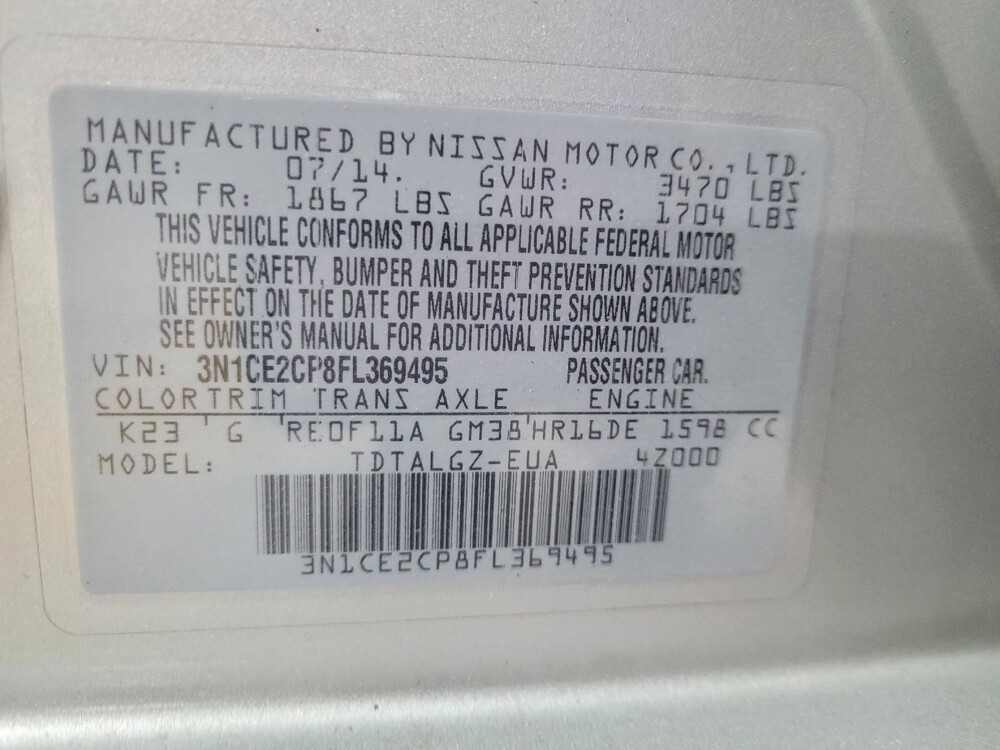 MANUFACTURED BY NISSAN MOTOR CO., LTD.
DATE: 07/14. GVWR: 3470 LBS
GAWR FR: 1867 LBS GAWR RR: 1704 LBS
THIS VEHICLE CONFORMS TO ALL APPLICABLE FEDERAL MOTOR
VEHICLE SAFETY, BUMPER AND THEFT PREVENTION STANDARDS
IN EFFECT ON THE DATE OF MANUFACTURE SHOWN ABOVE.
SEE OWNER'S MANUAL FOR ADDITIONAL INFORMATION.
VIN: 3N1CE2CP8FL369495 PASSENGER CAR.
COLOR TRIM TRANS AXLE ENGINE
K23 G RE0F11A GM38 HR16DE 1598 CC
MODEL: TDTALGZ-EUA 4Z000
3N1CE2CP8FL369495